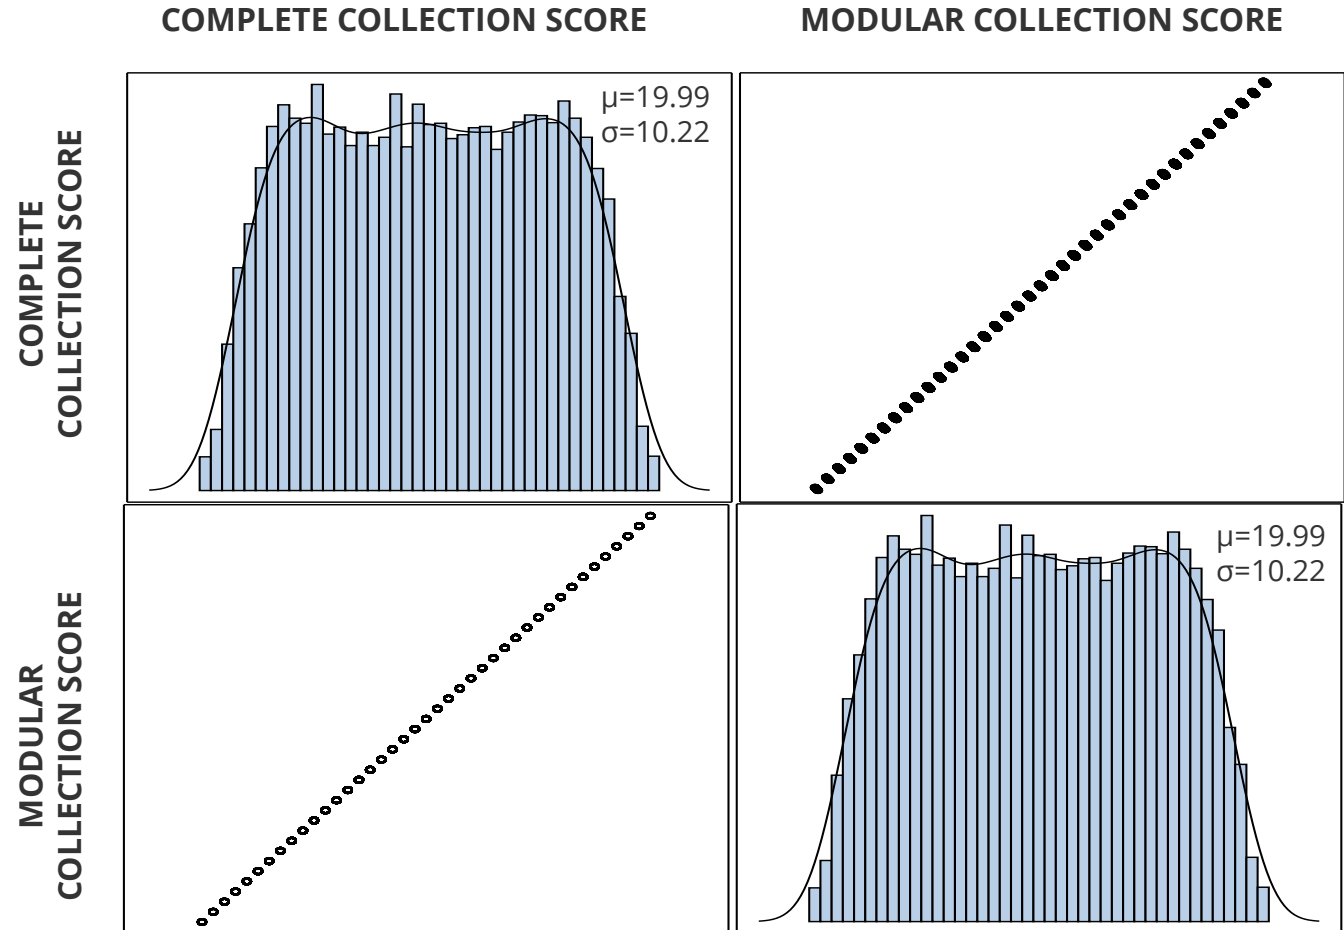 COMPLETE COLLECTION SCORE
MODULAR COLLECTION SCORE
COMPLETE
COLLECTION SCORE
μ=19.99
σ=10.22
MODULAR
COLLECTION SCORE
μ=19.99
σ=10.22